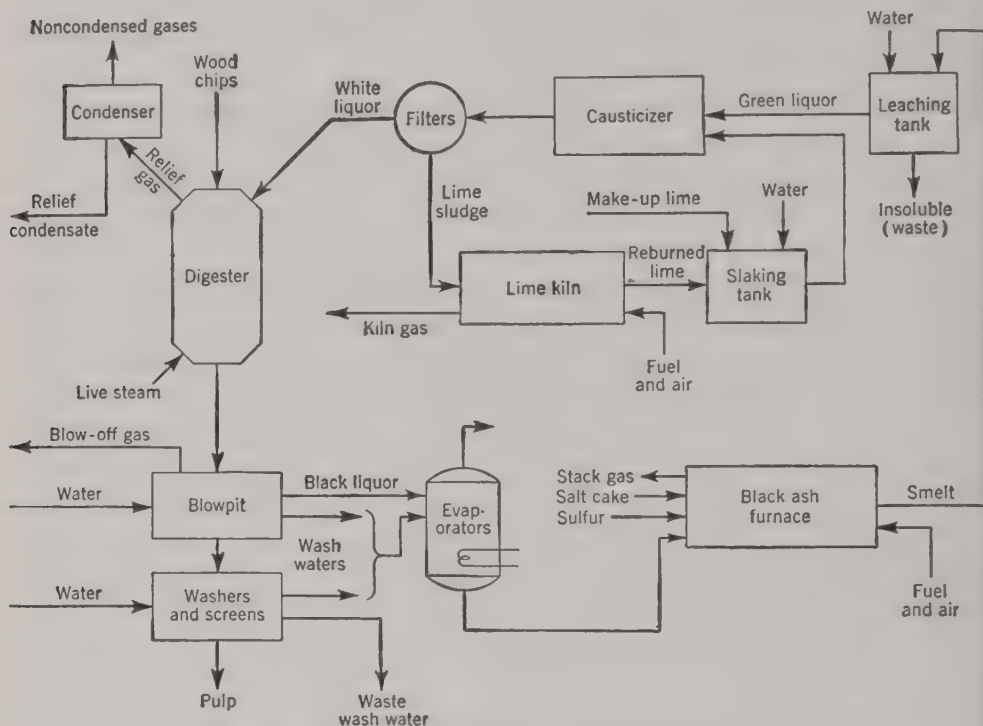 Noncondensed gases
Wood
chips
Water
White
liquor
Condenser
Filters
Causticizer
Green liquor
Leaching
tank
Relief
gas
Relief
condensate
Lime
sludge
Make-up lime
Water
Insoluble
(waste)
Digester
Lime kiln
Reburned
lime
Slaking
tank
Kiln gas
Fuel
and air
Live steam
Blow-off gas
Water
Blowpit
Black liquor
Evap-
orators
Wash
waters
Stack gas
Salt cake
Sulfur
Black ash
furnace
Smelt
Water
Washers
and screens
Fuel
and air
Pulp
Waste
wash water